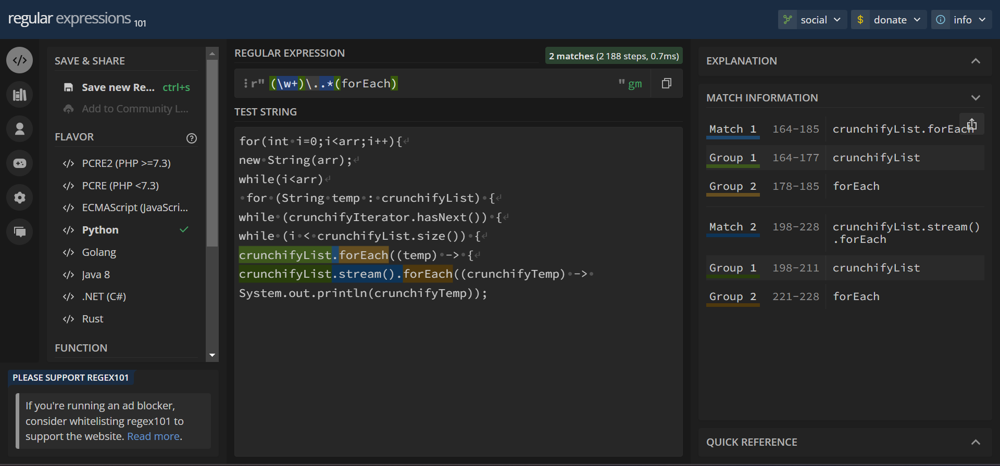 regular expressions 101
social
donate
info
SAVE & SHARE
Save new Re... ctrl+s
Add to Community L...
FLAVOR
PCRE2 (PHP >=7.3)
PCRE (PHP <7.3)
ECMAScript (JavaScri...
Python
Golang
Java 8
.NET (C#)
Rust
FUNCTION
PLEASE SUPPORT REGEX101
If you're running an ad blocker,
consider whitelisting regex101 to
support the website. Read more.
REGULAR EXPRESSION
2 matches (2 188 steps, 0.7ms)
r" (\w+)\..*(forEach) " gm
TEST STRING
for(int i=0;i<arr;i++){
new String(arr);
while(i<arr)
for (String temp : crunchifyList) {
while (crunchifyIterator.hasNext()) {
while (i < crunchifyList.size()) {
crunchifyList.forEach((temp) -> {
crunchifyList.stream().forEach((crunchifyTemp) ->
System.out.println(crunchifyTemp));
EXPLANATION
MATCH INFORMATION
Match 1 164-185 crunchifyList.forEach
Group 1 164-177 crunchifyList
Group 2 178-185 forEach
Match 2 198-228 crunchifyList.stream()
.forEach
Group 1 198-211 crunchifyList
Group 2 221-228 forEach
QUICK REFERENCE